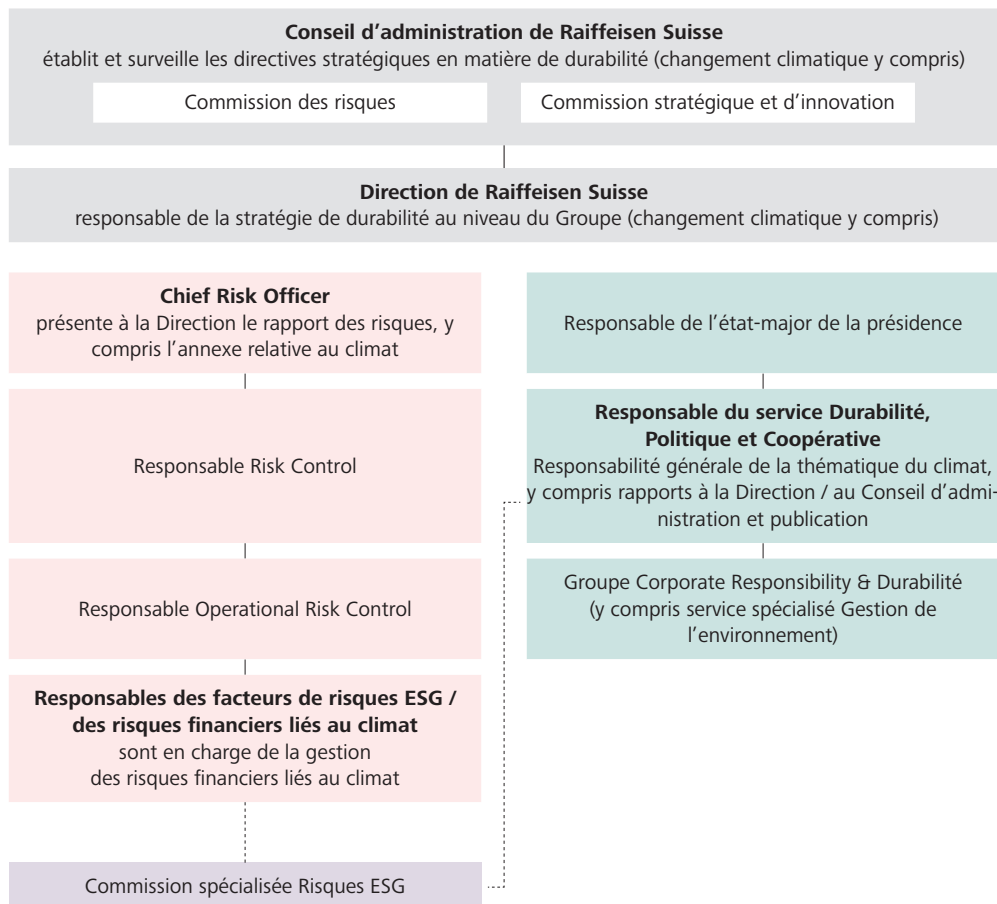 Conseil d'administration de Raiffeisen Suisse
établit et surveille les directives stratégiques en matière de durabilité (changement climatique y compris)
Commission des risques
Commission stratégique et d'innovation
Direction de Raiffeisen Suisse
responsable de la stratégie de durabilité au niveau du Groupe (changement climatique y compris)
Chief Risk Officer
présente à la Direction le rapport des risques, y
compris l'annexe relative au climat
Responsable Risk Control
Responsable Operational Risk Control
Responsables des facteurs de risques ESG /
des risques financiers liés au climat
sont en charge de la gestion
des risques financiers liés au climat
Commission spécialisée Risques ESG
Responsable de l'état-major de la présidence
Responsable du service Durabilité,
Politique et Coopérative
Responsabilité générale de la thématique du climat,
y compris rapports à la Direction / au Conseil d'admi-
nistration et publication
Groupe Corporate Responsibility & Durabilité
(y compris service spécialisé Gestion de
l'environnement)